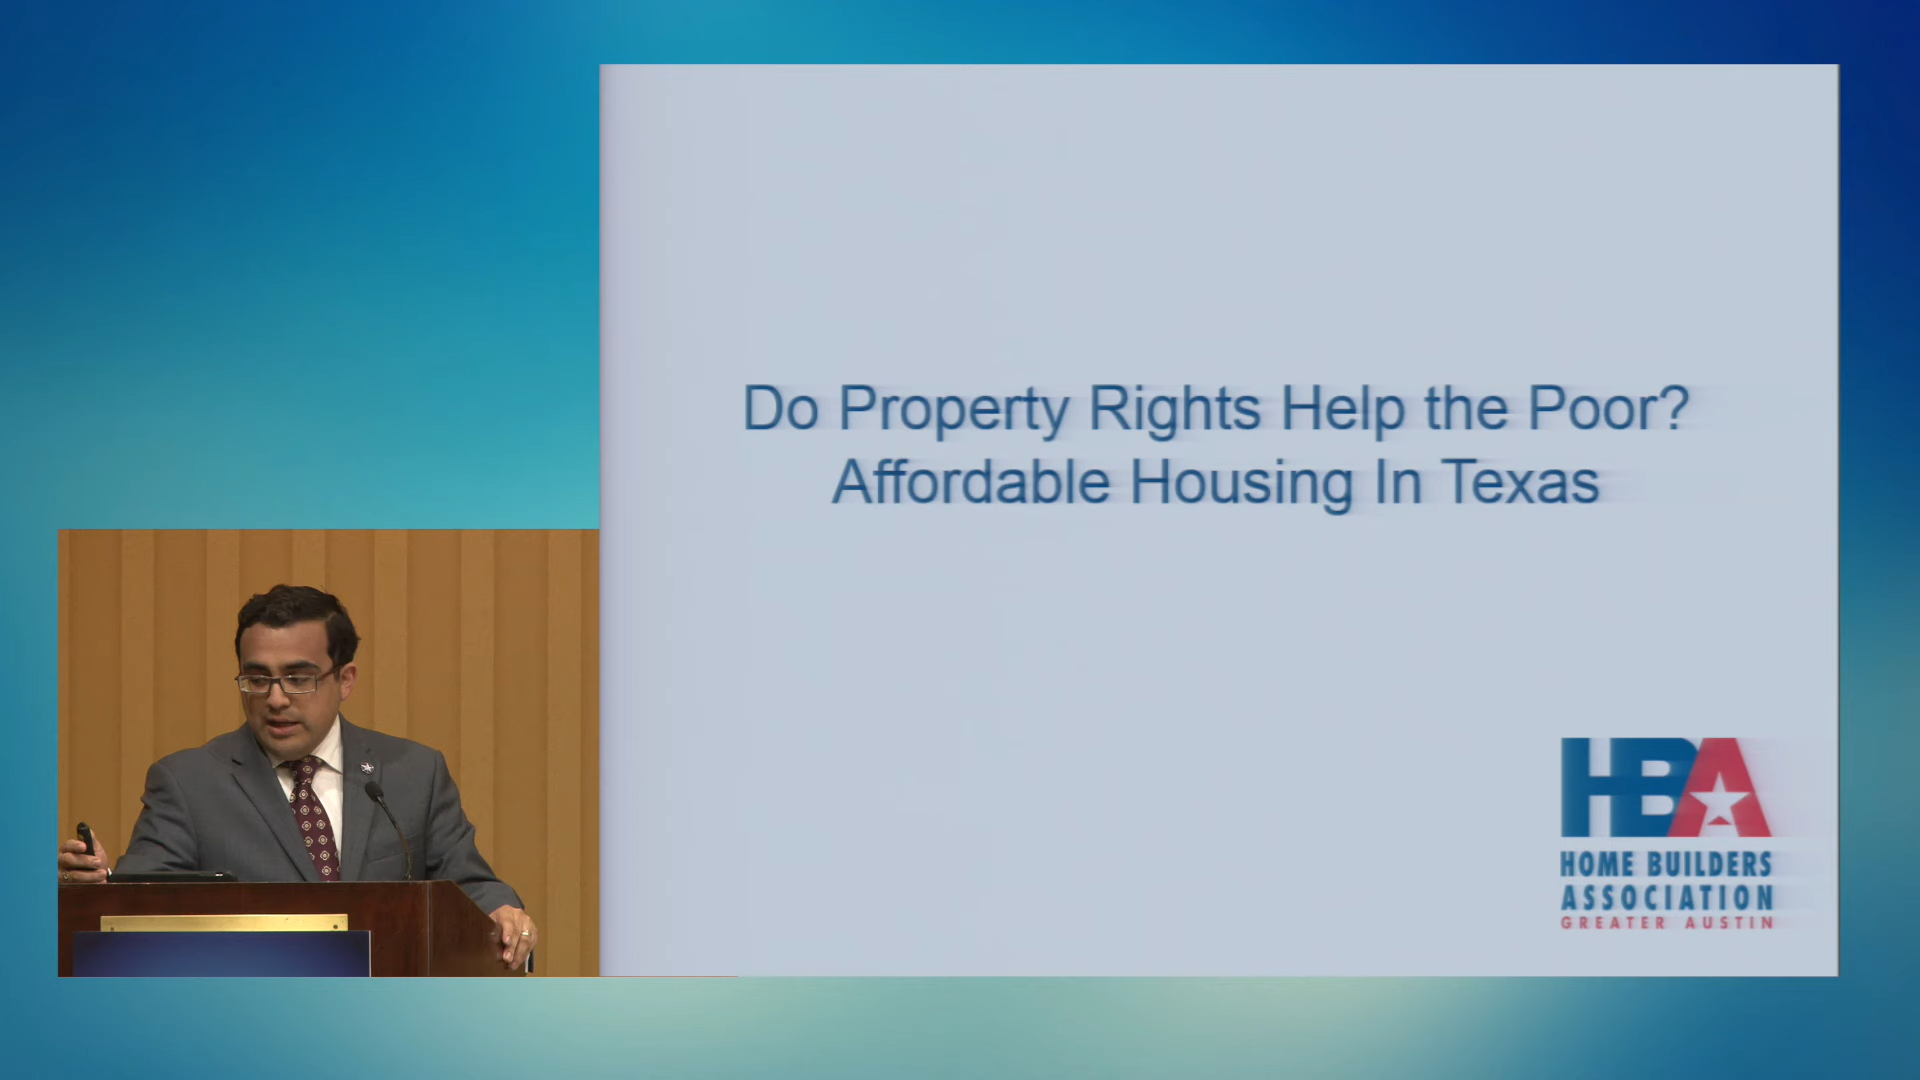 Do Property Rights Help the Poor?
Affordable Housing In Texas
HBA
HOME BUILDERS
ASSOCIATION
GREATER AUSTIN